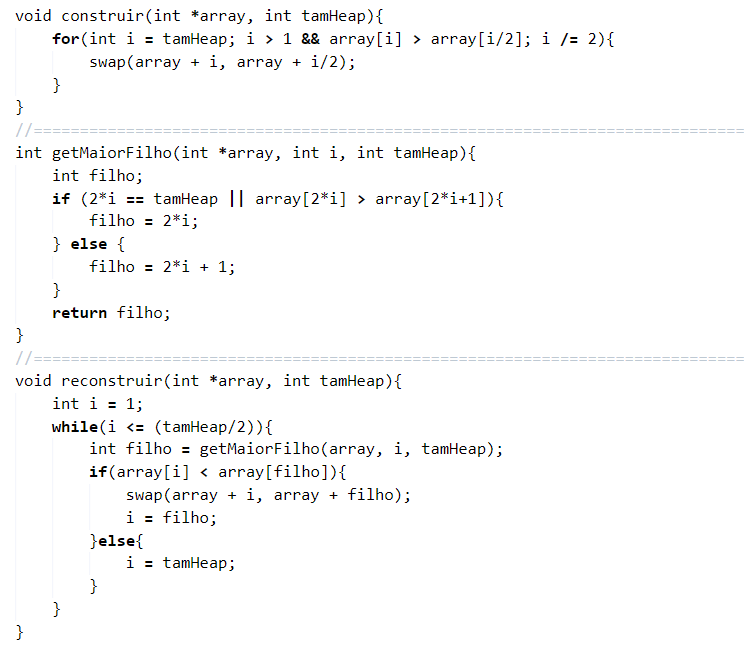 void construir(int *array, int tamHeap){
    for(int i = tamHeap; i > 1 && array[i] > array[i/2]; i /= 2){
        swap(array + i, array + i/2);
    }
}
//=============================================================================
int getMaiorFilho(int *array, int i, int tamHeap){
    int filho;
    if (2*i == tamHeap || array[2*i] > array[2*i+1]){
        filho = 2*i;
    } else {
        filho = 2*i + 1;
    }
    return filho;
}
//=============================================================================
void reconstruir(int *array, int tamHeap){
    int i = 1;
    while(i <= (tamHeap/2)){
        int filho = getMaiorFilho(array, i, tamHeap);
        if(array[i] < array[filho]){
            swap(array + i, array + filho);
            i = filho;
        }else{
            i = tamHeap;
        }
    }
}